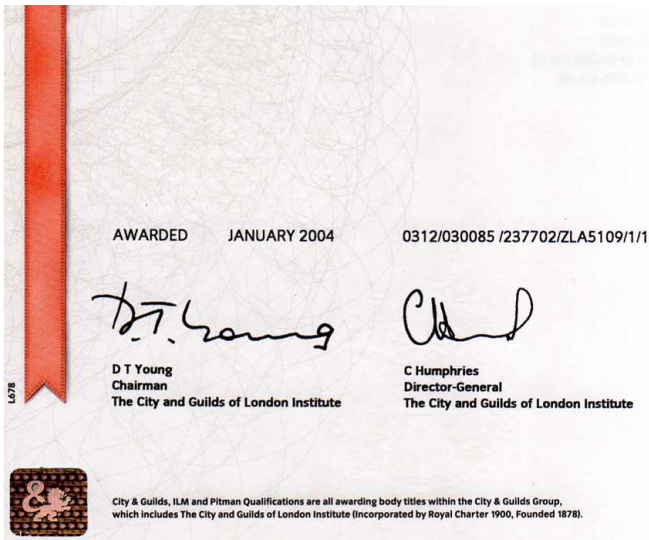 AWARDED JANUARY 2004 0312/030085 /237702/ZLA5109/1/1
D.T. Young
D T Young C Humphries
Chairman Director-General
The City and Guilds of London Institute The City and Guilds of London Institute
L678
City & Guilds, ILM and Pitman Qualifications are all awarding body titles within the City & Guilds Group,
which includes The City and Guilds of London Institute (Incorporated by Royal Charter 1900, Founded 1878).